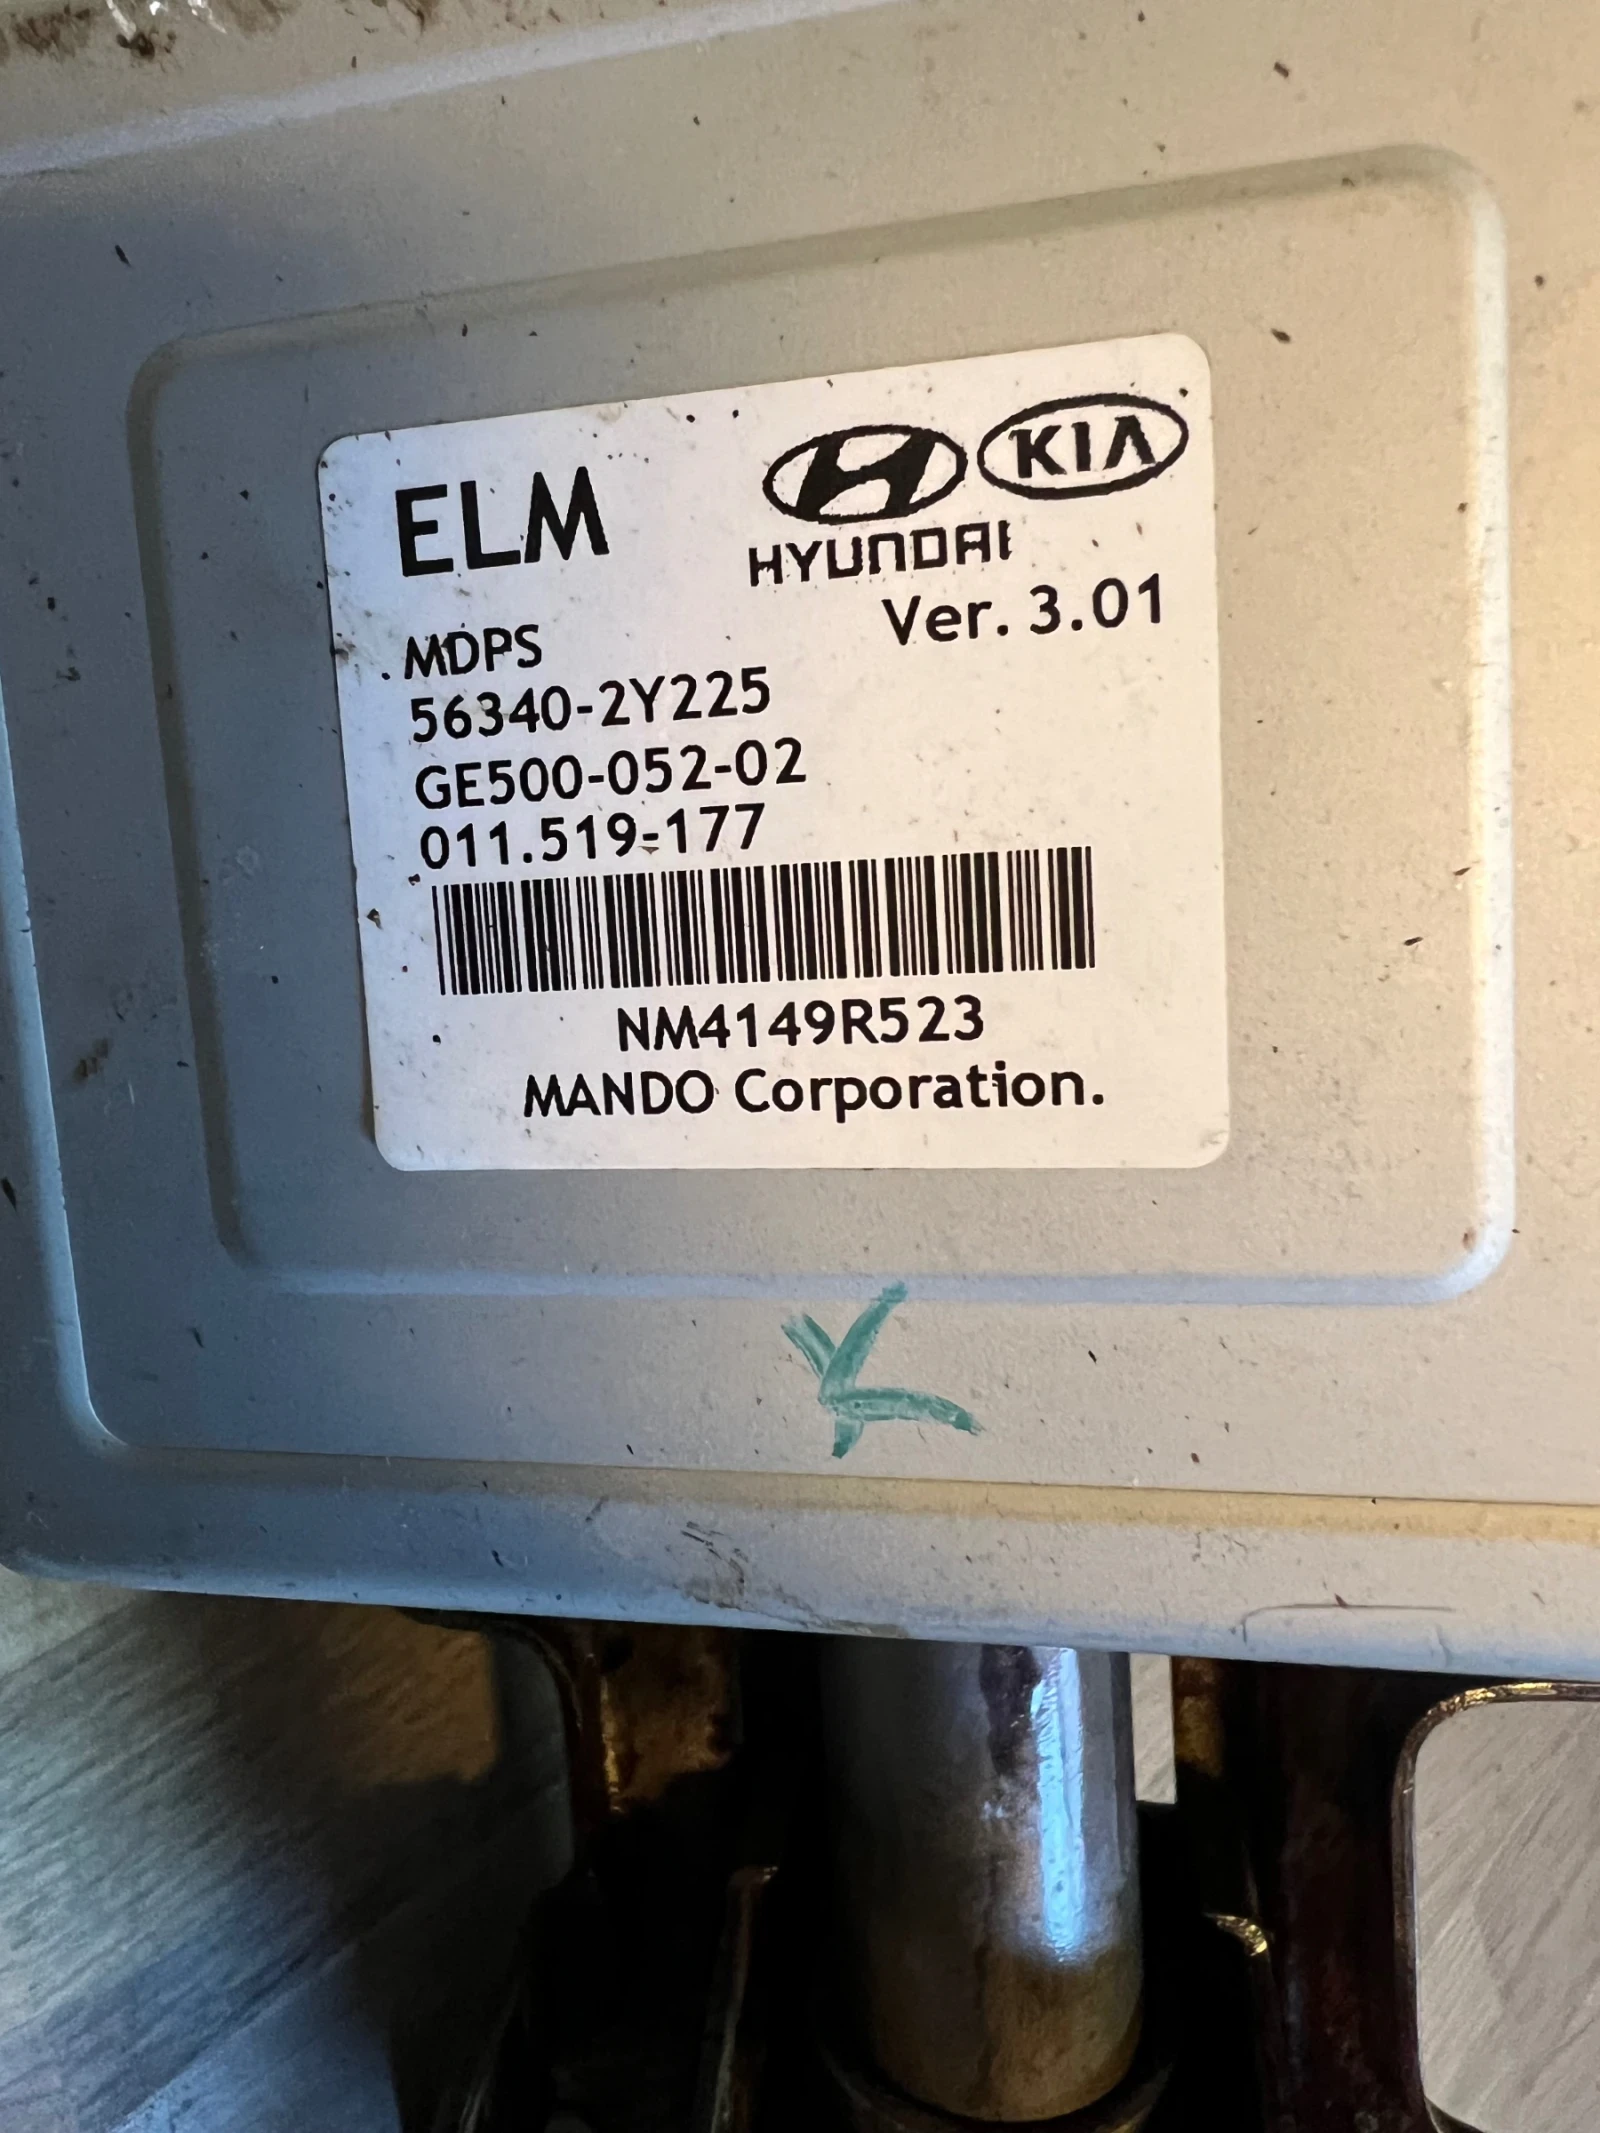 ELM
KIA
HYUNDAI
Ver. 3.01
MDPS
56340-2Y225
GE500-052-02
011.519-177
NM4149R523
MANDO Corporation.